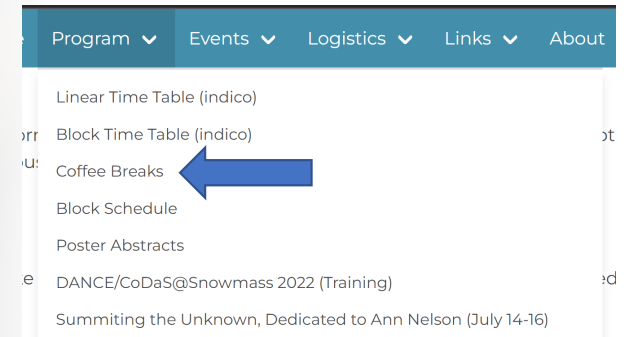 Program Events Logistics Links About
Linear Time Table (indico)
Block Time Table (indico)
Coffee Breaks
Block Schedule
Poster Abstracts
DANCE/CoDaS@Snowmass 2022 (Training)
Summiting the Unknown, Dedicated to Ann Nelson (July 14-16)